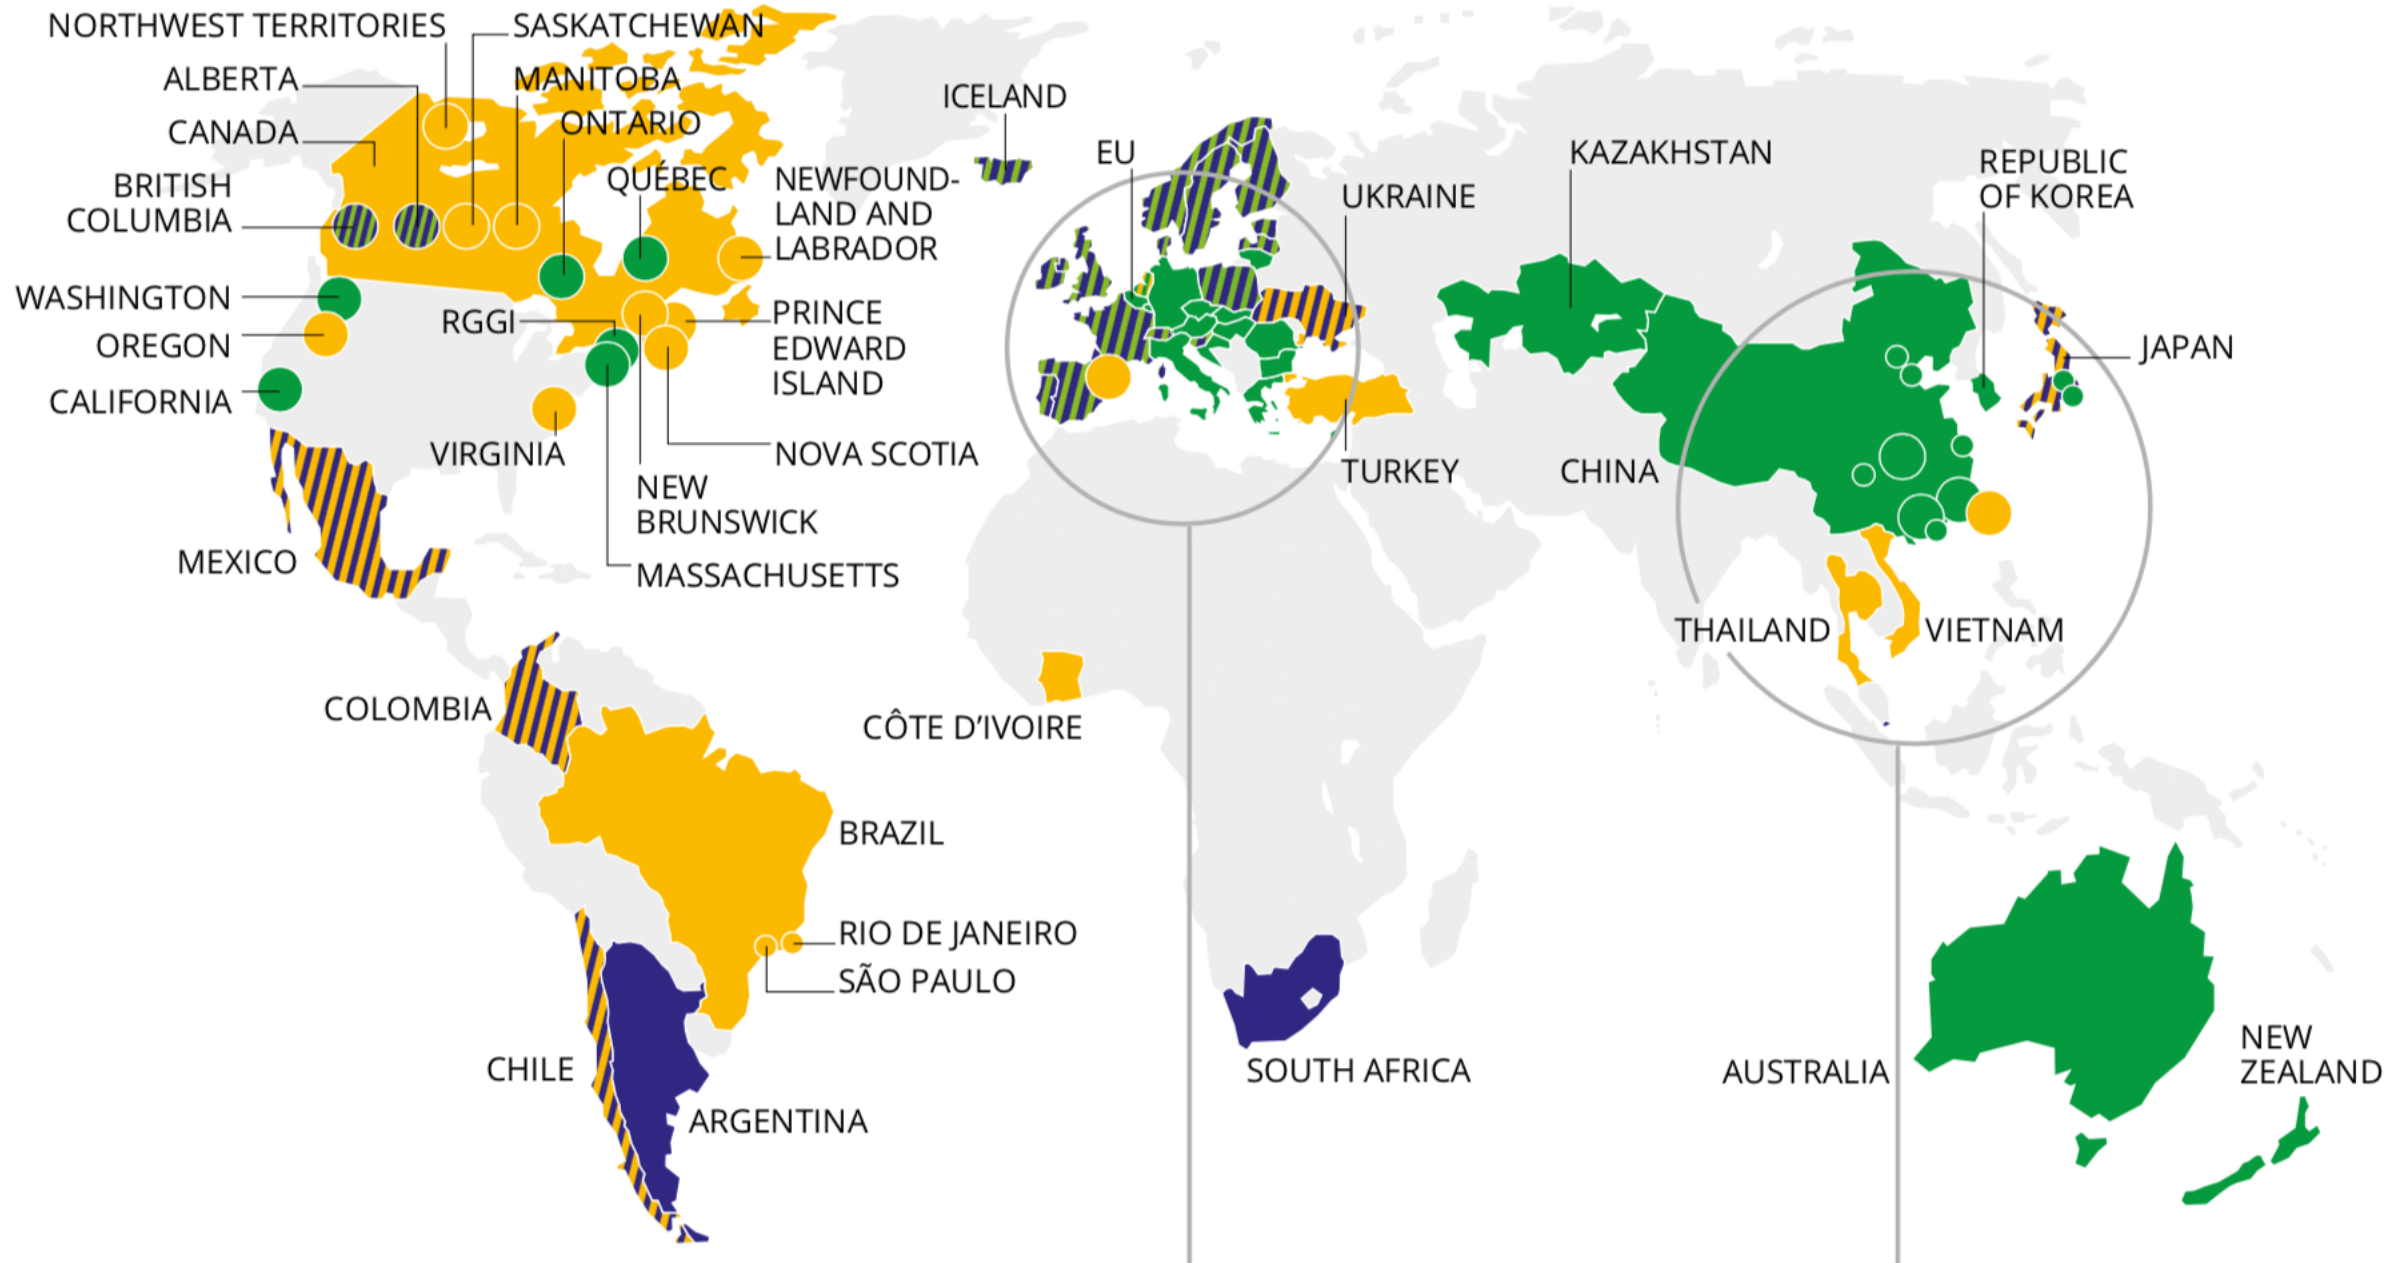 NORTHWEST TERRITORIES
SASKATCHEWAN
ALBERTA
MANITOBA
CANADA
ONTARIO
BRITISH
COLUMBIA
QUÉBEC
NEWFOUND-
LAND AND
LABRADOR
WASHINGTON
OREGON
RGGI
PRINCE
EDWARD
ISLAND
CALIFORNIA
VIRGINIA
NOVA SCOTIA
NEW
BRUNSWICK
MASSACHUSETTS
MEXICO
ICELAND
EU
UKRAINE
KAZAKHSTAN
REPUBLIC
OF KOREA
JAPAN
TURKEY
CHINA
THAILAND
VIETNAM
COLOMBIA
CÔTE D’IVOIRE
BRAZIL
RIO DE JANEIRO
SÃO PAULO
CHILE
ARGENTINA
SOUTH AFRICA
AUSTRALIA
NEW
ZEALAND